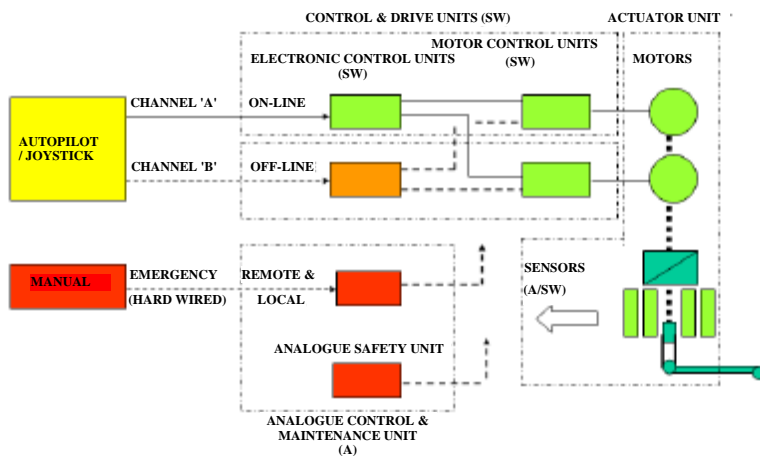 CONTROL & DRIVE UNITS (SW)
ACTUATOR UNIT
ELECTRONIC CONTROL UNITS
(SW)
MOTOR CONTROL UNITS
(SW)
MOTORS
CHANNEL 'A'
ON-LINE
AUTOPILOT
/ JOYSTICK
CHANNEL 'B'
OFF-LINE
MANUAL
EMERGENCY
(HARD WIRED)
REMOTE &
LOCAL
SENSORS
(A/SW)
ANALOGUE SAFETY UNIT
ANALOGUE CONTROL &
MAINTENANCE UNIT
(A)